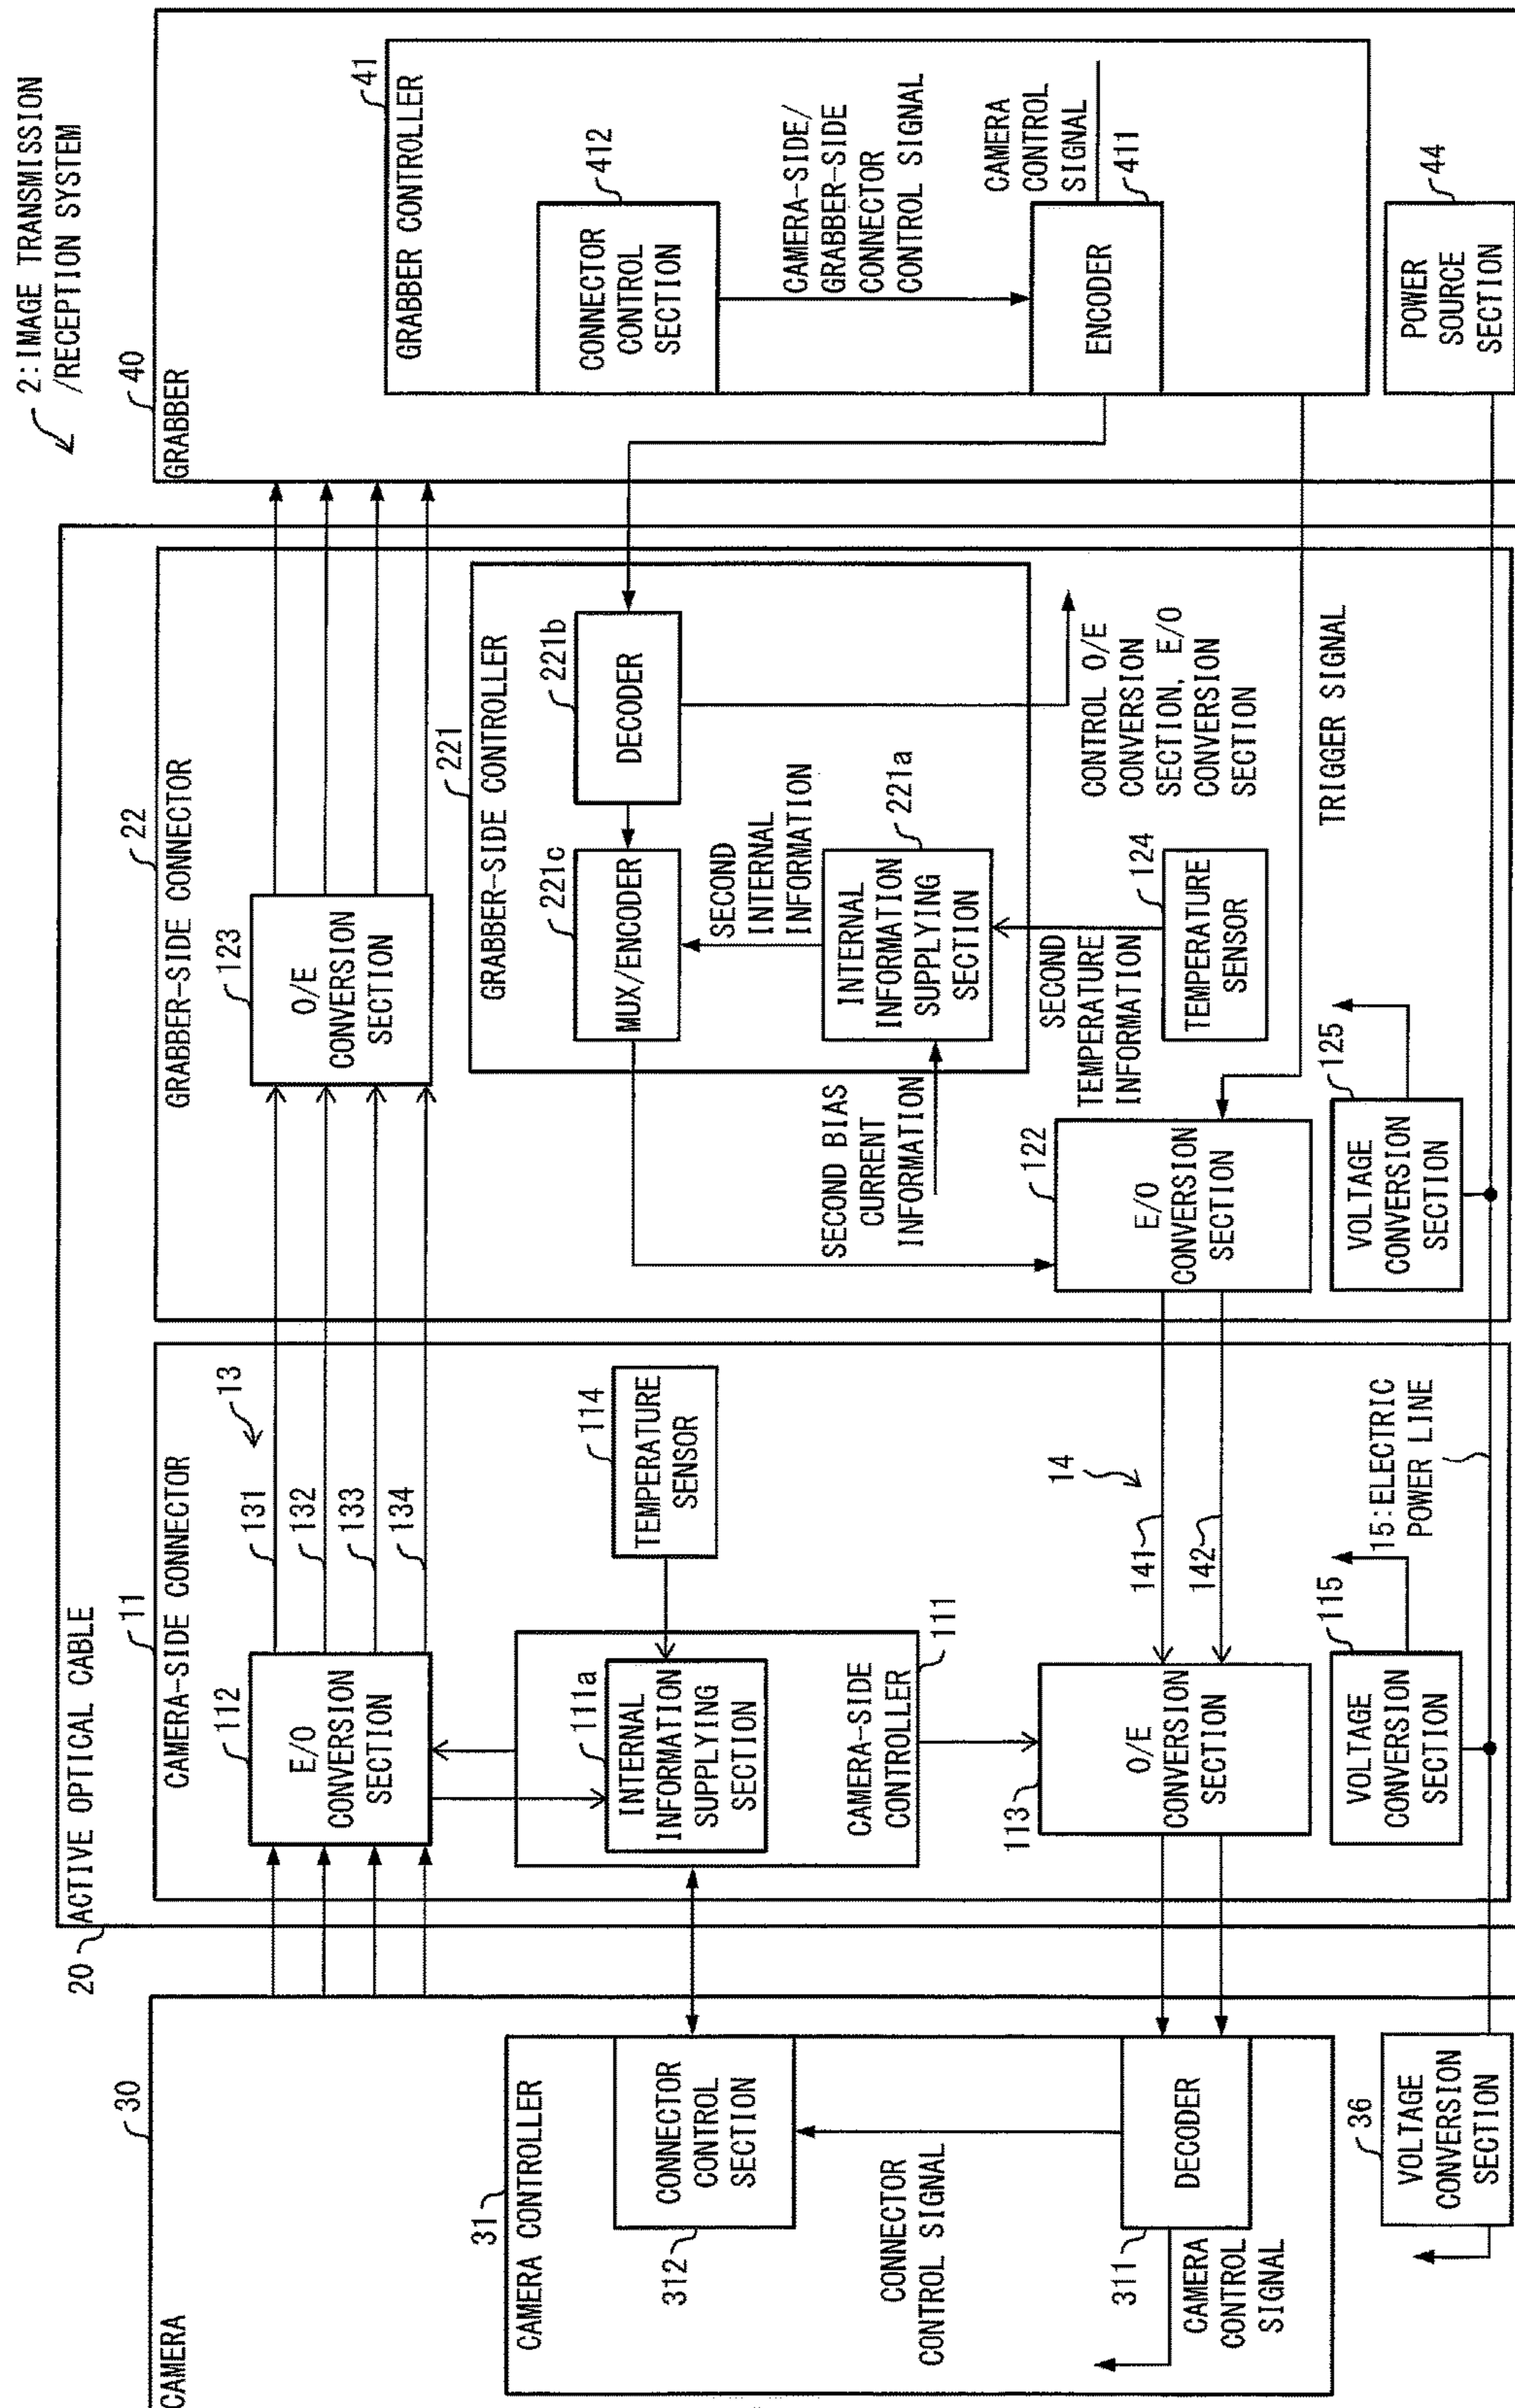 2:IMAGE TRANSMISSION
/RECEPTION SYSTEM
30
CAMERA
31
CAMERA CONTROLLER
CONNECTOR
CONTROL
SECTION
312
CONNECTOR
CONTROL SIGNAL
DECODER
311
CAMERA
CONTROL
SIGNAL
36
VOLTAGE
CONVERSION
SECTION
20
ACTIVE OPTICAL CABLE
11
CAMERA-SIDE CONNECTOR
112
E/O
CONVERSION
SECTION
131
132
133
134
13
114
TEMPERATURE
SENSOR
111a
INTERNAL
INFORMATION
SUPPLYING
SECTION
CAMERA-SIDE
CONTROLLER
111
113
O/E
CONVERSION
SECTION
141
142
14
115
VOLTAGE
CONVERSION
SECTION
15:ELECTRIC
POWER LINE
22
GRABBER-SIDE CONNECTOR
123
O/E
CONVERSION
SECTION
221
GRABBER-SIDE CONTROLLER
221c
MUX/ENCODER
221b
DECODER
SECOND
INTERNAL
INFORMATION
221a
INTERNAL
INFORMATION
SUPPLYING
SECTION
SECOND BIAS
CURRENT
INFORMATION
SECOND
TEMPERATURE
INFORMATION
124
TEMPERATURE
SENSOR
CONTROL O/E
CONVERSION
SECTION, E/O
CONVERSION
SECTION
122
E/O
CONVERSION
SECTION
TRIGGER SIGNAL
125
VOLTAGE
CONVERSION
SECTION
40
GRABBER
41
GRABBER CONTROLLER
412
CONNECTOR
CONTROL
SECTION
CAMERA-SIDE/
GRABBER-SIDE
CONNECTOR
CONTROL SIGNAL
CAMERA
CONTROL
SIGNAL
411
ENCODER
44
POWER
SOURCE
SECTION